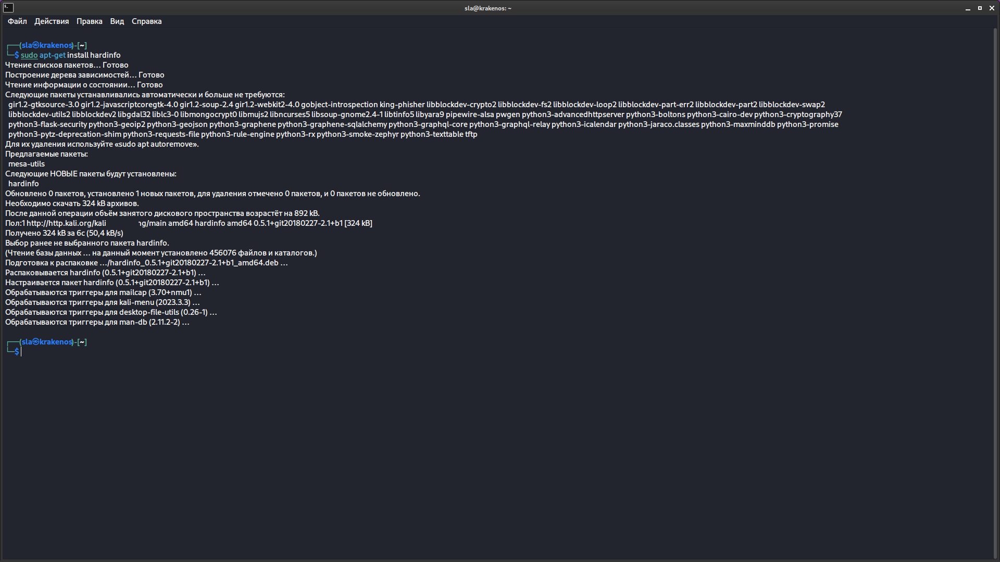 sla@krakenos: ~
Файл Действия Правка Вид Справка
┌──(sla㉿krakenos)-[~]
└─$ sudo apt-get install hardinfo
Чтение списков пакетов… Готово
Построение дерева зависимостей… Готово
Чтение информации о состоянии… Готово
Следующие пакеты устанавливались автоматически и больше не требуются:
gir1.2-gtksource-3.0 gir1.2-javascriptcoregtk-4.0 gir1.2-soup-2.4 gir1.2-webkit2-4.0 gobject-introspection king-phisher libblockdev-crypto2 libblockdev-fs2 libblockdev-loop2 libblockdev-part-err2 libblockdev-part2 libblockdev-swap2
libblockdev-utils2 libblockdev2 libgdal32 liblc3-0 libmongocrypt0 libmujs2 libncurses5 libsoup-gnome2.4-1 libtinfo5 libyara9 pipewire-alsa pwgen python3-advancedhttpserver python3-boltons python3-cairo-dev python3-cryptography37
python3-flask-security python3-geoip2 python3-geojson python3-graphene python3-graphene-sqlalchemy python3-graphql-core python3-graphql-relay python3-icalendar python3-jaraco.classes python3-maxminddb python3-promise
python3-pytz-deprecation-shim python3-requests-file python3-rule-engine python3-rx python3-smoke-zephyr python3-texttable tftp
Для их удаления используйте «sudo apt autoremove».
Предлагаемые пакеты:
mesa-utils
Следующие НОВЫЕ пакеты будут установлены:
hardinfo
Обновлено 0 пакетов, установлено 1 новых пакетов, для удаления отмечено 0 пакетов, и 0 пакетов не обновлено.
Необходимо скачать 324 kB архивов.
После данной операции объём занятого дискового пространства возрастёт на 892 kB.
Пол:1 http://http.kali.org/kali ng/main amd64 hardinfo amd64 0.5.1+git20180227-2.1+b1 [324 kB]
Получено 324 kB за 6с (50,4 kB/s)
Выбор ранее не выбранного пакета hardinfo.
(Чтение базы данных … на данный момент установлено 456076 файлов и каталогов.)
Подготовка к распаковке …/hardinfo_0.5.1+git20180227-2.1+b1_amd64.deb …
Распаковывается hardinfo (0.5.1+git20180227-2.1+b1) …
Настраивается пакет hardinfo (0.5.1+git20180227-2.1+b1) …
Обрабатываются триггеры для mailcap (3.70+nmu1) …
Обрабатываются триггеры для kali-menu (2023.3.3) …
Обрабатываются триггеры для desktop-file-utils (0.26-1) …
Обрабатываются триггеры для man-db (2.11.2-2) …
┌──(sla㉿krakenos)-[~]
└─$